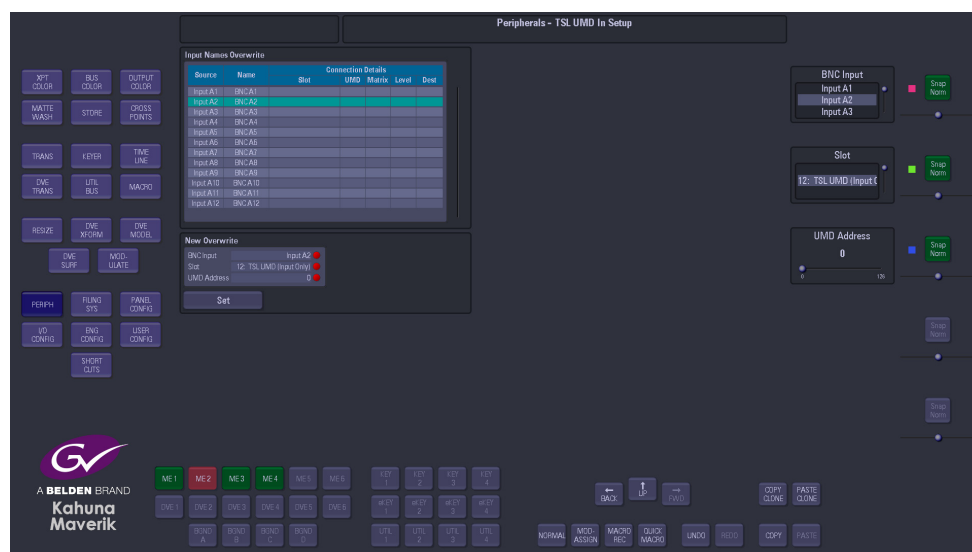 Peripherals - TSL UMD In Setup
Input Names Overwrite
Source Name Connection Details
Slot UMD Matrix Level Dest
Input A1 BNC A1
Input A2 BNC A2
Input A3 BNC A3
Input A4 BNC A4
Input A5 BNC A5
Input A6 BNC A6
Input A7 BNC A7
Input A8 BNC A8
Input A9 BNC A9
Input A10 BNC A10
Input A11 BNC A11
Input A12 BNC A12
New Overwrite
BNC Input Input A2
Slot 12: TSL UMD (Input Only)
UMD Address 0
Set
XPT COLOR
BUS COLOR
OUTPUT COLOR
MATTE WASH
STORE
CROSS POINTS
TRANS
KEYER
TIME LINE
DVE TRANS
UTIL BUS
MACRO
RESIZE
DVE XFORM
DVE MODEL
DVE SURF
MOD- ULATE
PERIPH
FILING SYS
PANEL CONFIG
I/O CONFIG
ENG CONFIG
USER CONFIG
SHORT CUTS
BNC Input
Input A1
Input A2
Input A3
Snap Norm
Slot
12: TSL UMD (Input O
Snap Norm
UMD Address
0
0 126
Snap Norm
Snap Norm
Snap Norm
GV
A BELDEN BRAND
Kahuna
Maverik
ME 1 ME 2 ME 3 ME 4 ME 5 ME 6
DVE 1 DVE 2 DVE 3 DVE 4 DVE 5 DVE 6
BGND A BGND B BGND C BGND D
KEY 1 KEY 2 KEY 3 KEY 4
eKEY 1 eKEY 2 eKEY 3 eKEY 4
UTIL 1 UTIL 2 UTIL 3 UTIL 4
BACK UP FWD
NORMAL MOD- ASSIGN MACRO REC QUICK MACRO UNDO REDO
COPY CLONE PASTE CLONE
COPY PASTE